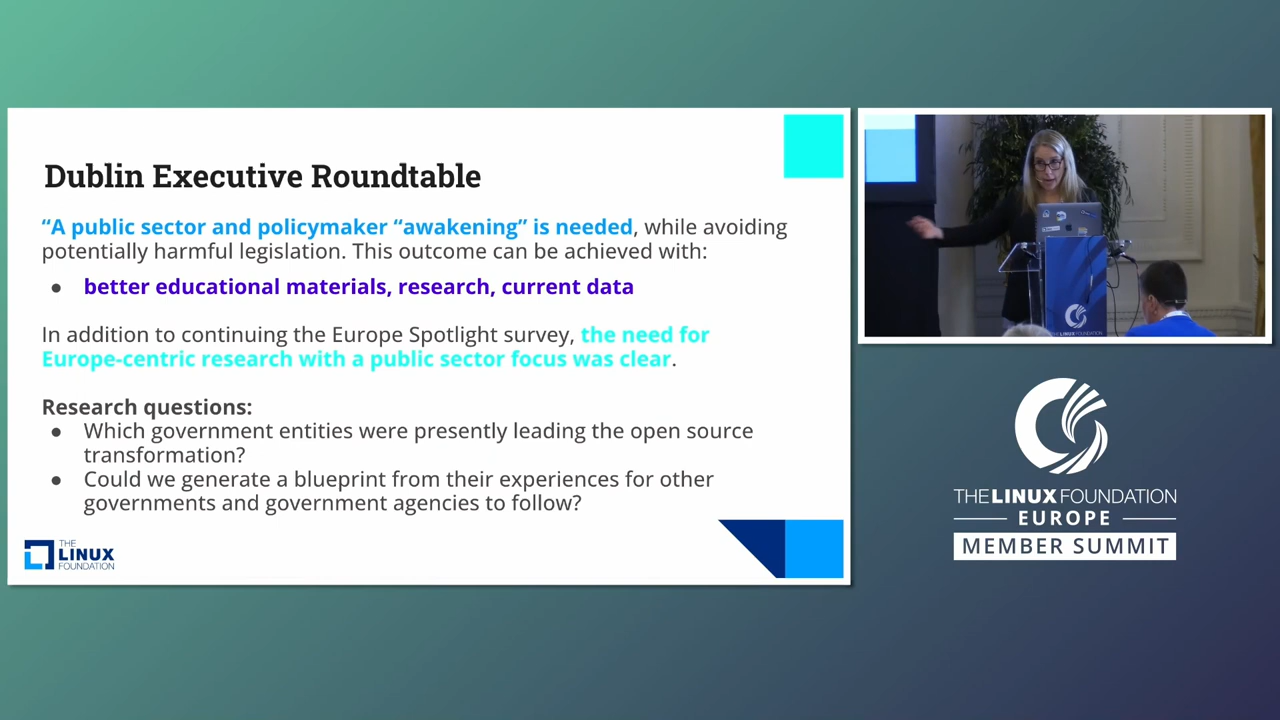 Dublin Executive Roundtable
“A public sector and policymaker “awakening” is needed, while avoiding
potentially harmful legislation. This outcome can be achieved with:
● better educational materials, research, current data
In addition to continuing the Europe Spotlight survey, the need for
Europe-centric research with a public sector focus was clear.
Research questions:
● Which government entities were presently leading the open source
transformation?
● Could we generate a blueprint from their experiences for other
governments and government agencies to follow?
THE
LINUX
FOUNDATION
THE LINUX FOUNDATION
EUROPE
MEMBER SUMMIT